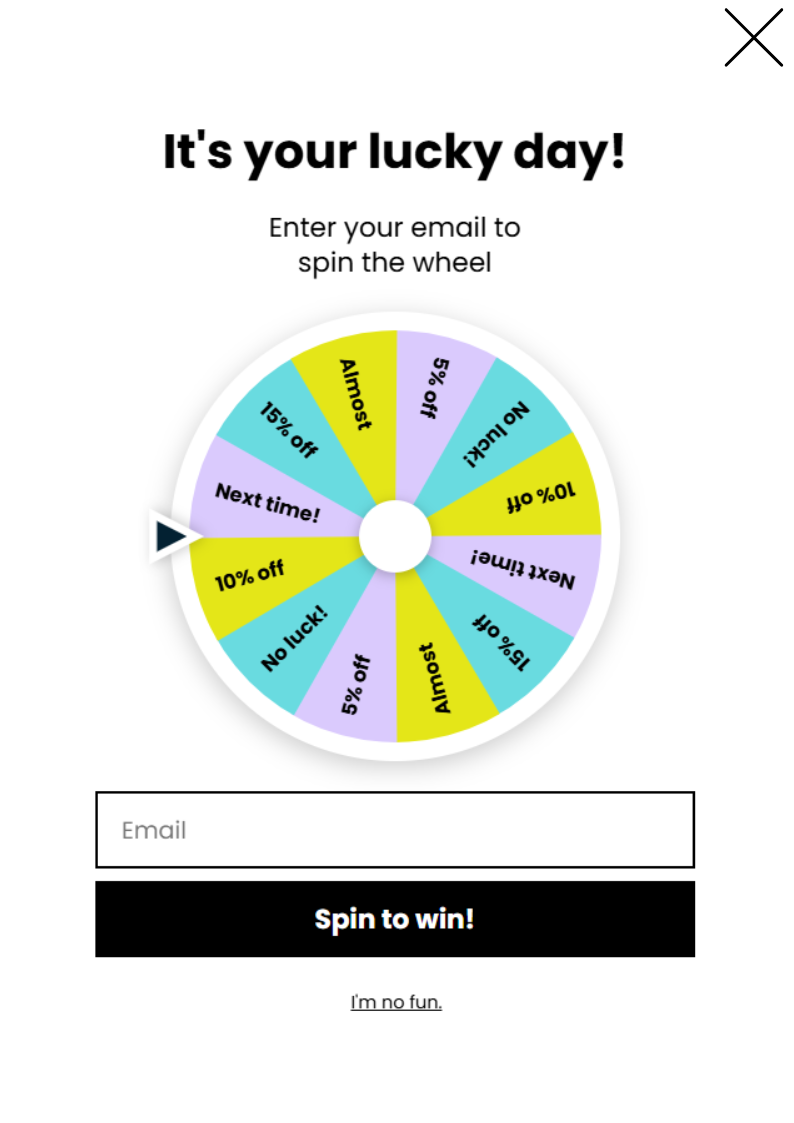 It's your lucky day!
Enter your email to
spin the wheel
Almost
5% off
No luck!
10% off
Next time!
15% off
Almost
5% off
No luck!
10% off
Next time!
15% off
Email
Spin to win!
I'm no fun.